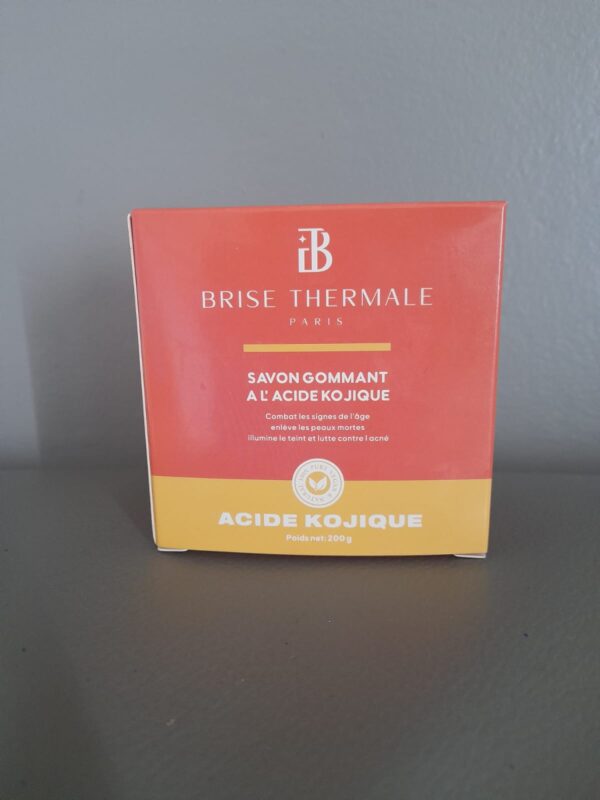 BRISE THERMALE
PARIS
SAVON GOMMANT
A L' ACIDE KOJIQUE
Combat les signes de l'âge
enlève les peaux mortes
illumine le teint et lutte contre l acné
ACIDE KOJIQUE
Poids net: 200 g